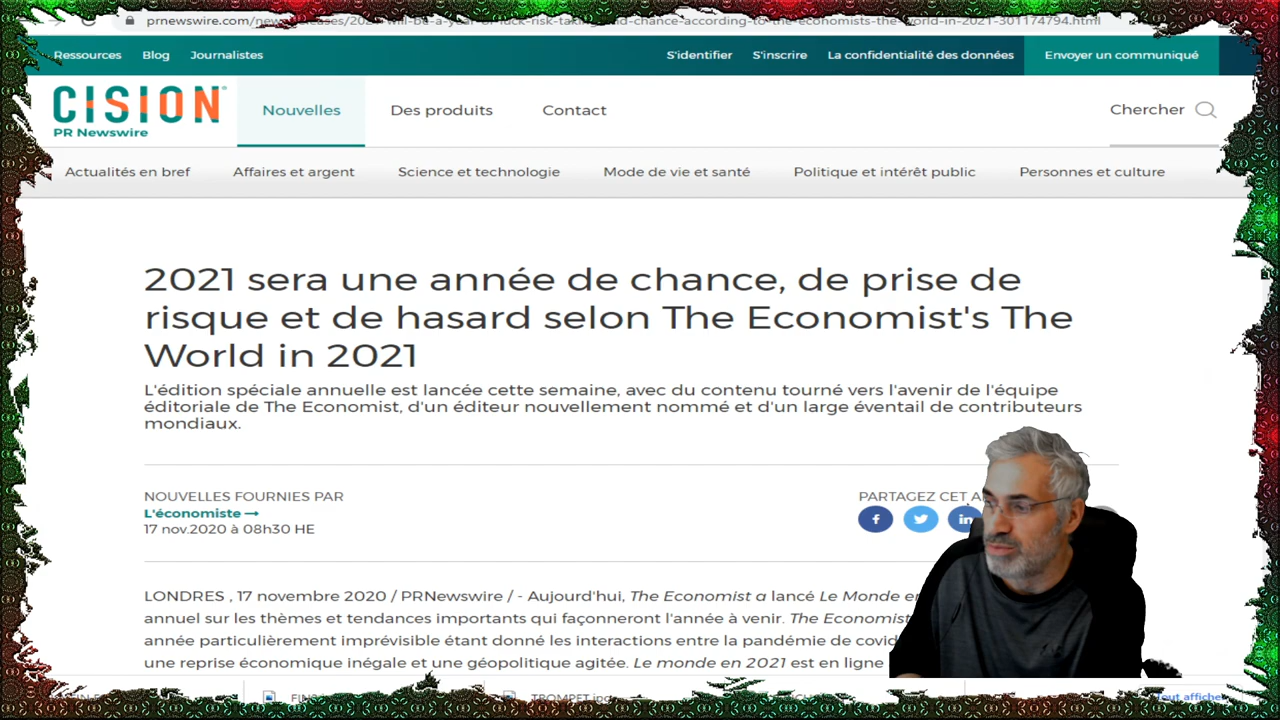 prnewswire.com/
-will-be-a-year-
-luck-risk-
-and-chance-according-to-the-economists-the-world-in-2021-301174794.html
Ressources Blog Journalistes S'identifier S'inscrire La confidentialité des données Envoyer un communiqué
CISION
PR Newswire
Nouvelles Des produits Contact Chercher
Actualités en bref Affaires et argent Science et technologie Mode de vie et santé Politique et intérêt public Personnes et culture
2021 sera une année de chance, de prise de
risque et de hasard selon The Economist's The
World in 2021
L'édition spéciale annuelle est lancée cette semaine, avec du contenu tourné vers l'avenir de l'équipe
éditoriale de The Economist, d'un éditeur nouvellement nommé et d'un large éventail de contributeurs
mondiaux.
NOUVELLES FOURNIES PAR PARTAGEZ CET
L'économiste →
17 nov.2020 à 08h30 HE
LONDRES , 17 novembre 2020 / PRNewswire / - Aujourd'hui, The Economist a lancé Le Monde
annuel sur les thèmes et tendances importants qui façonneront l'année à venir. The Economist
année particulièrement imprévisible étant donné les interactions entre la pandémie de
une reprise économique inégale et une géopolitique agitée. Le monde en 2021 est en ligne